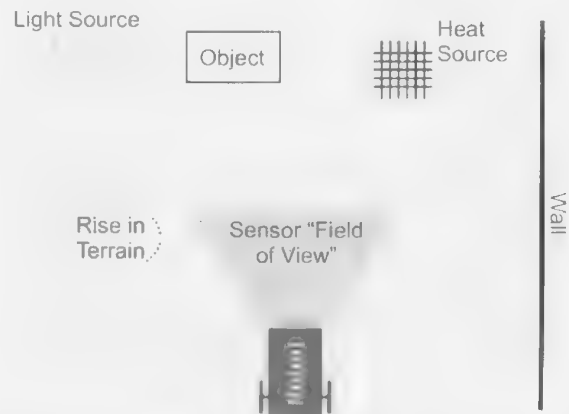 Light Source
Object
Heat
Source
Rise in
Terrain
Sensor "Field
of View"
Wall